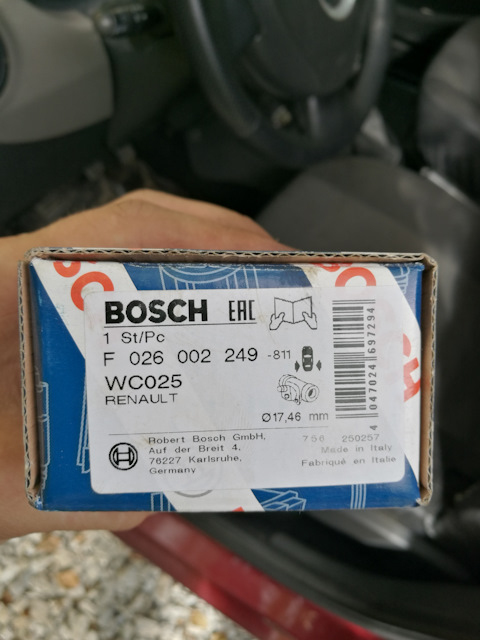 BOSCH EAC
1 St/Pc
F 026 002 249 -811
WC025
RENAULT
Ø17,46 mm
4 047024 697294
Robert Bosch GmbH,
Auf der Breit 4,
76227 Karlsruhe,
Germany
756 250257
Made in Italy
Fabriqué en Italie